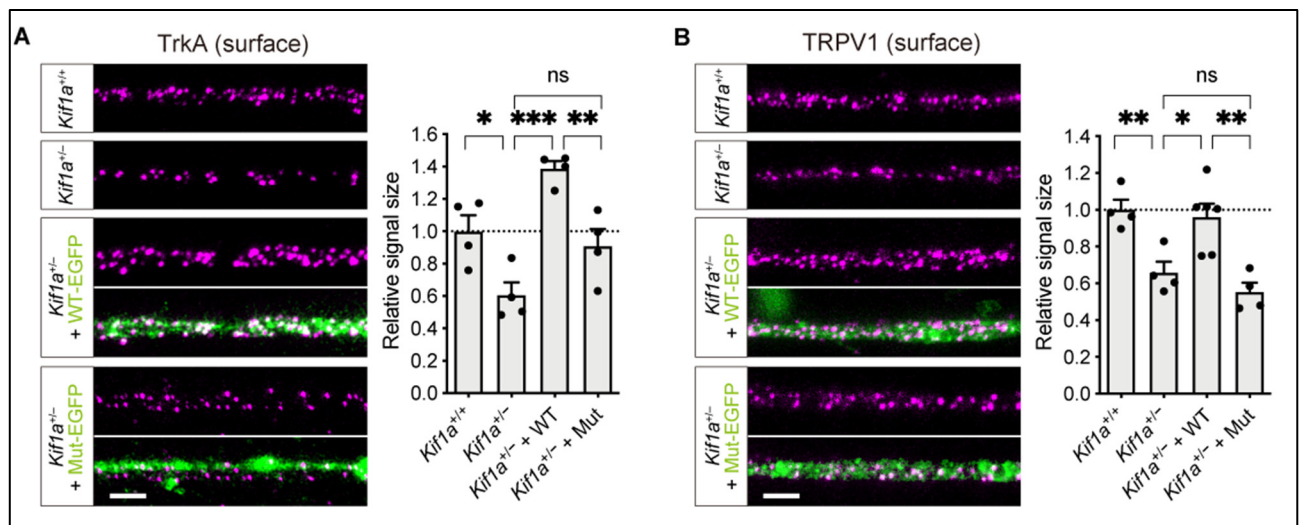 A
TrkA (surface)
Kif1a+/+
Kif1a+/−
Kif1a+/−
+ WT-EGFP
Kif1a+/−
+ Mut-EGFP
ns
* *** **
Relative signal size
1.6
1.4
1.2
1.0
0.8
0.6
0.4
0.2
0.0
Kif1a+/+
Kif1a+/−
Kif1a+/− + WT
Kif1a+/− + Mut
B
TRPV1 (surface)
Kif1a+/+
Kif1a+/−
Kif1a+/−
+ WT-EGFP
Kif1a+/−
+ Mut-EGFP
ns
** * **
Relative signal size
1.4
1.2
1.0
0.8
0.6
0.4
0.2
0.0
Kif1a+/+
Kif1a+/−
Kif1a+/− + WT
Kif1a+/− + Mut